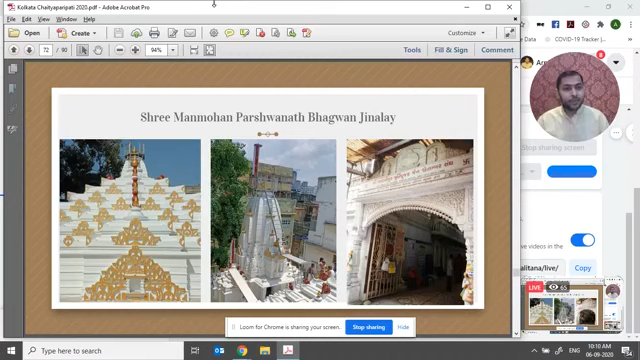 Kolkata Chaityaparipati 2020.pdf - Adobe Acrobat Pro
File Edit View Window Help
Open
Create
Customize
72 / 90
94%
Tools Fill & Sign Comment
COVID-19 Tracker |
Stop sharing screen
Shree Manmohan Parshwanath Bhagwan Jinalay
live videos in the
alitana/live/
Copy
LIVE 65
Loom for Chrome is sharing your screen.
Stop sharing
Hide
Type here to search
ENG
10:10 AM
06-09-2020